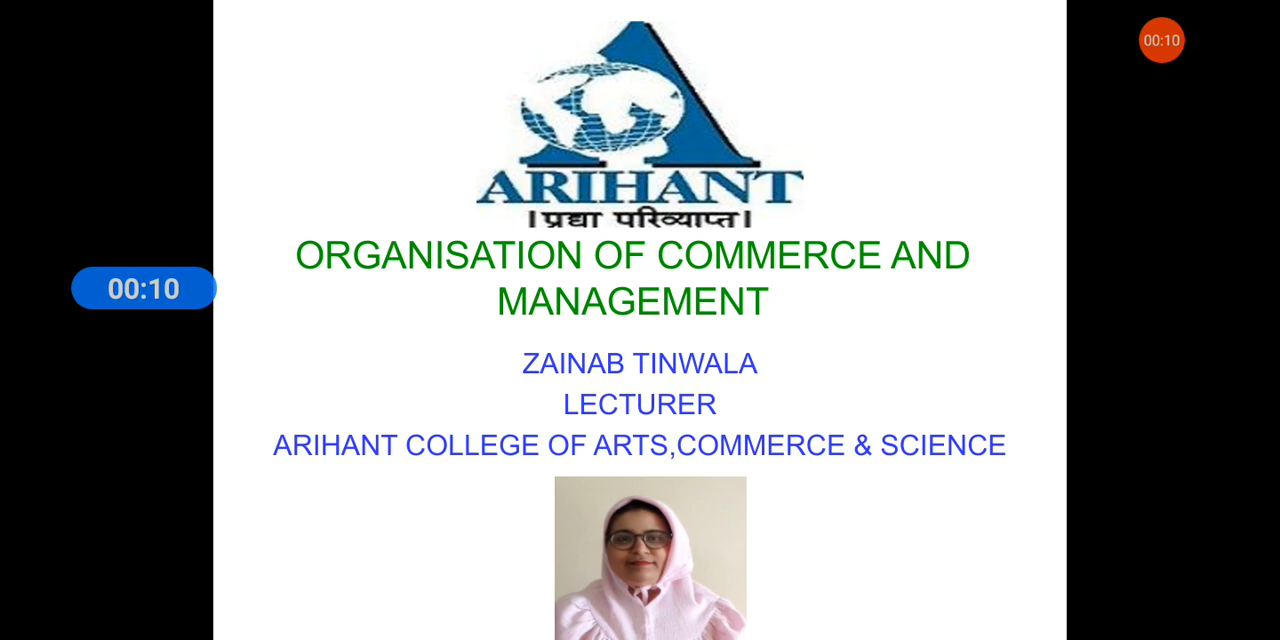 00:10
ARIHANT
।प्रद्या परिव्याप्त।
ORGANISATION OF COMMERCE AND
MANAGEMENT
00:10
ZAINAB TINWALA
LECTURER
ARIHANT COLLEGE OF ARTS,COMMERCE & SCIENCE